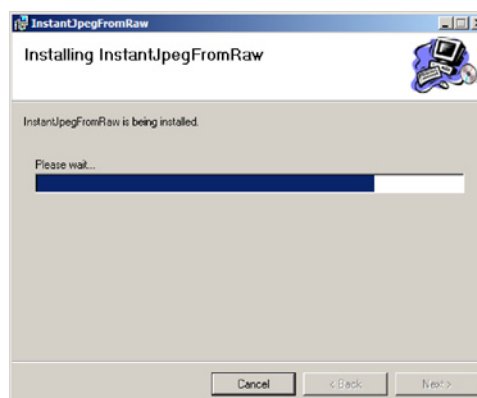 InstantJpegFromRaw
Installing InstantJpegFromRaw
InstantJpegFromRaw is being installed.
Please wait...
Cancel
< Back
Next >